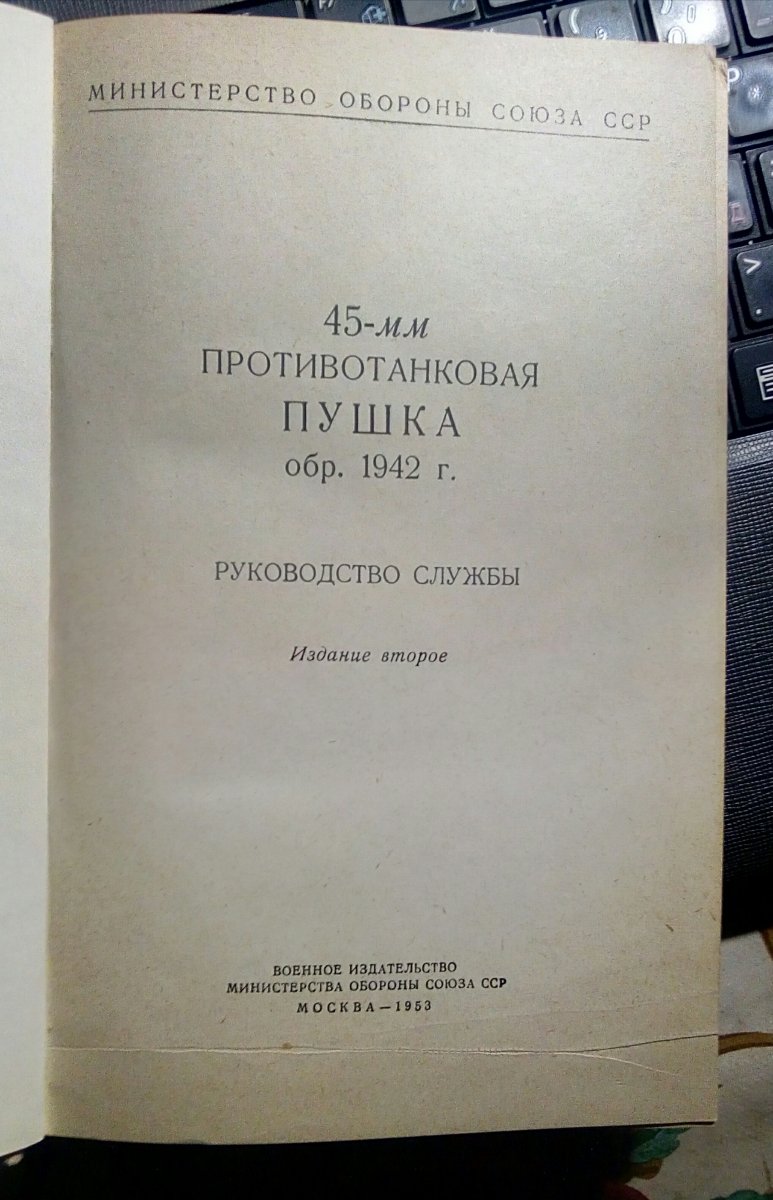 МИНИСТЕРСТВО ОБОРОНЫ СОЮЗА ССР
45-мм
ПРОТИВОТАНКОВАЯ
ПУШКА
обр. 1942 г.
РУКОВОДСТВО СЛУЖБЫ
Издание второе
ВОЕННОЕ ИЗДАТЕЛЬСТВО
МИНИСТЕРСТВА ОБОРОНЫ СОЮЗА ССР
МОСКВА — 1953